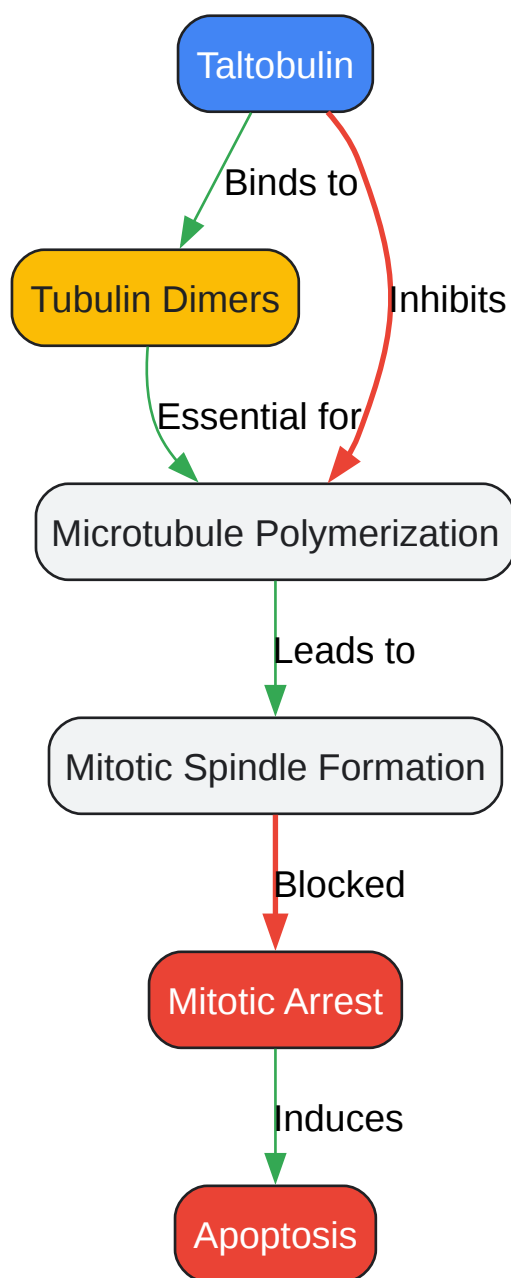 Taltobulin
Binds to
Tubulin Dimers
Inhibits
Essential for
Microtubule Polymerization
Leads to
Mitotic Spindle Formation
Blocked
Mitotic Arrest
Induces
Apoptosis